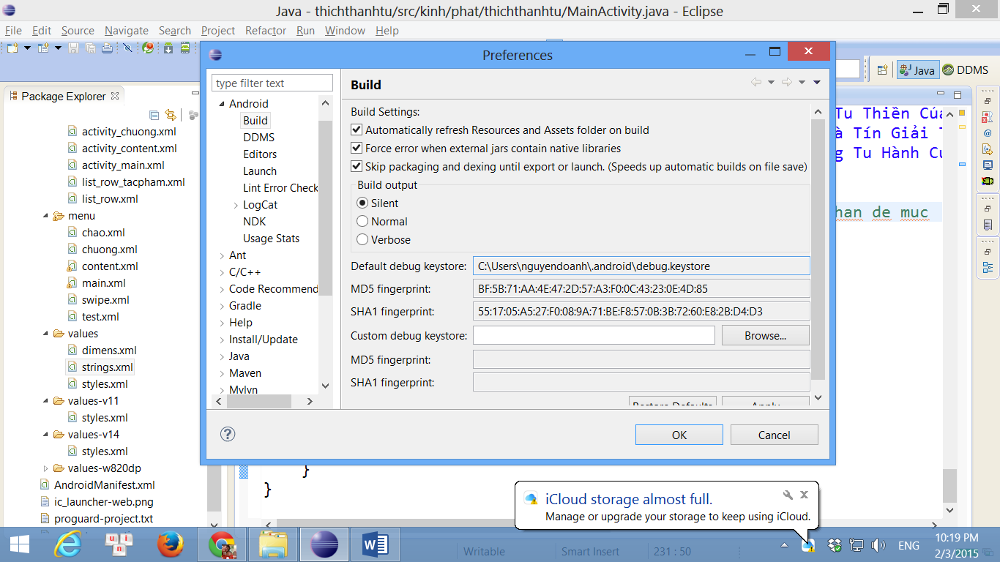 Java - thichthanhtu/src/kinh/phat/thichthanhtu/MainActivity.java - Eclipse
File Edit Source Navigate Search Project Refactor Run Window Help
Java DDMS
Package Explorer
activity_chuong.xml
activity_content.xml
activity_main.xml
list_row_tacpham.xml
list_row.xml
menu
chao.xml
chuong.xml
content.xml
main.xml
swipe.xml
test.xml
values
dimens.xml
strings.xml
styles.xml
values-v11
styles.xml
values-v14
styles.xml
values-w820dp
AndroidManifest.xml
ic_launcher-web.png
proguard-project.txt
Preferences
type filter text
Android
Build
DDMS
Editors
Launch
Lint Error Check
LogCat
NDK
Usage Stats
Ant
C/C++
Code Recommend
Gradle
Help
Install/Update
Java
Maven
Mylyn
Build
Build Settings:
Automatically refresh Resources and Assets folder on build
Force error when external jars contain native libraries
Skip packaging and dexing until export or launch. (Speeds up automatic builds on file save)
Build output
Silent
Normal
Verbose
Default debug keystore: C:\Users\nguyendoanh\.android\debug.keystore
MD5 fingerprint: BF:5B:71:AA:4E:47:2D:57:A3:F0:0C:43:23:0E:4D:85
SHA1 fingerprint: 55:17:05:A5:27:F0:08:9A:71:BE:F8:57:0B:3B:72:60:E8:2B:D4:D3
Custom debug keystore: Browse...
MD5 fingerprint:
SHA1 fingerprint:
Restore Defaults Apply
OK Cancel
Tu Thiền Của
Tín Giải
Tu Hành
de muc
}
}
iCloud storage almost full.
Manage or upgrade your storage to keep using iCloud.
Writable Smart Insert 231 : 50
ENG
10:19 PM
2/3/2015